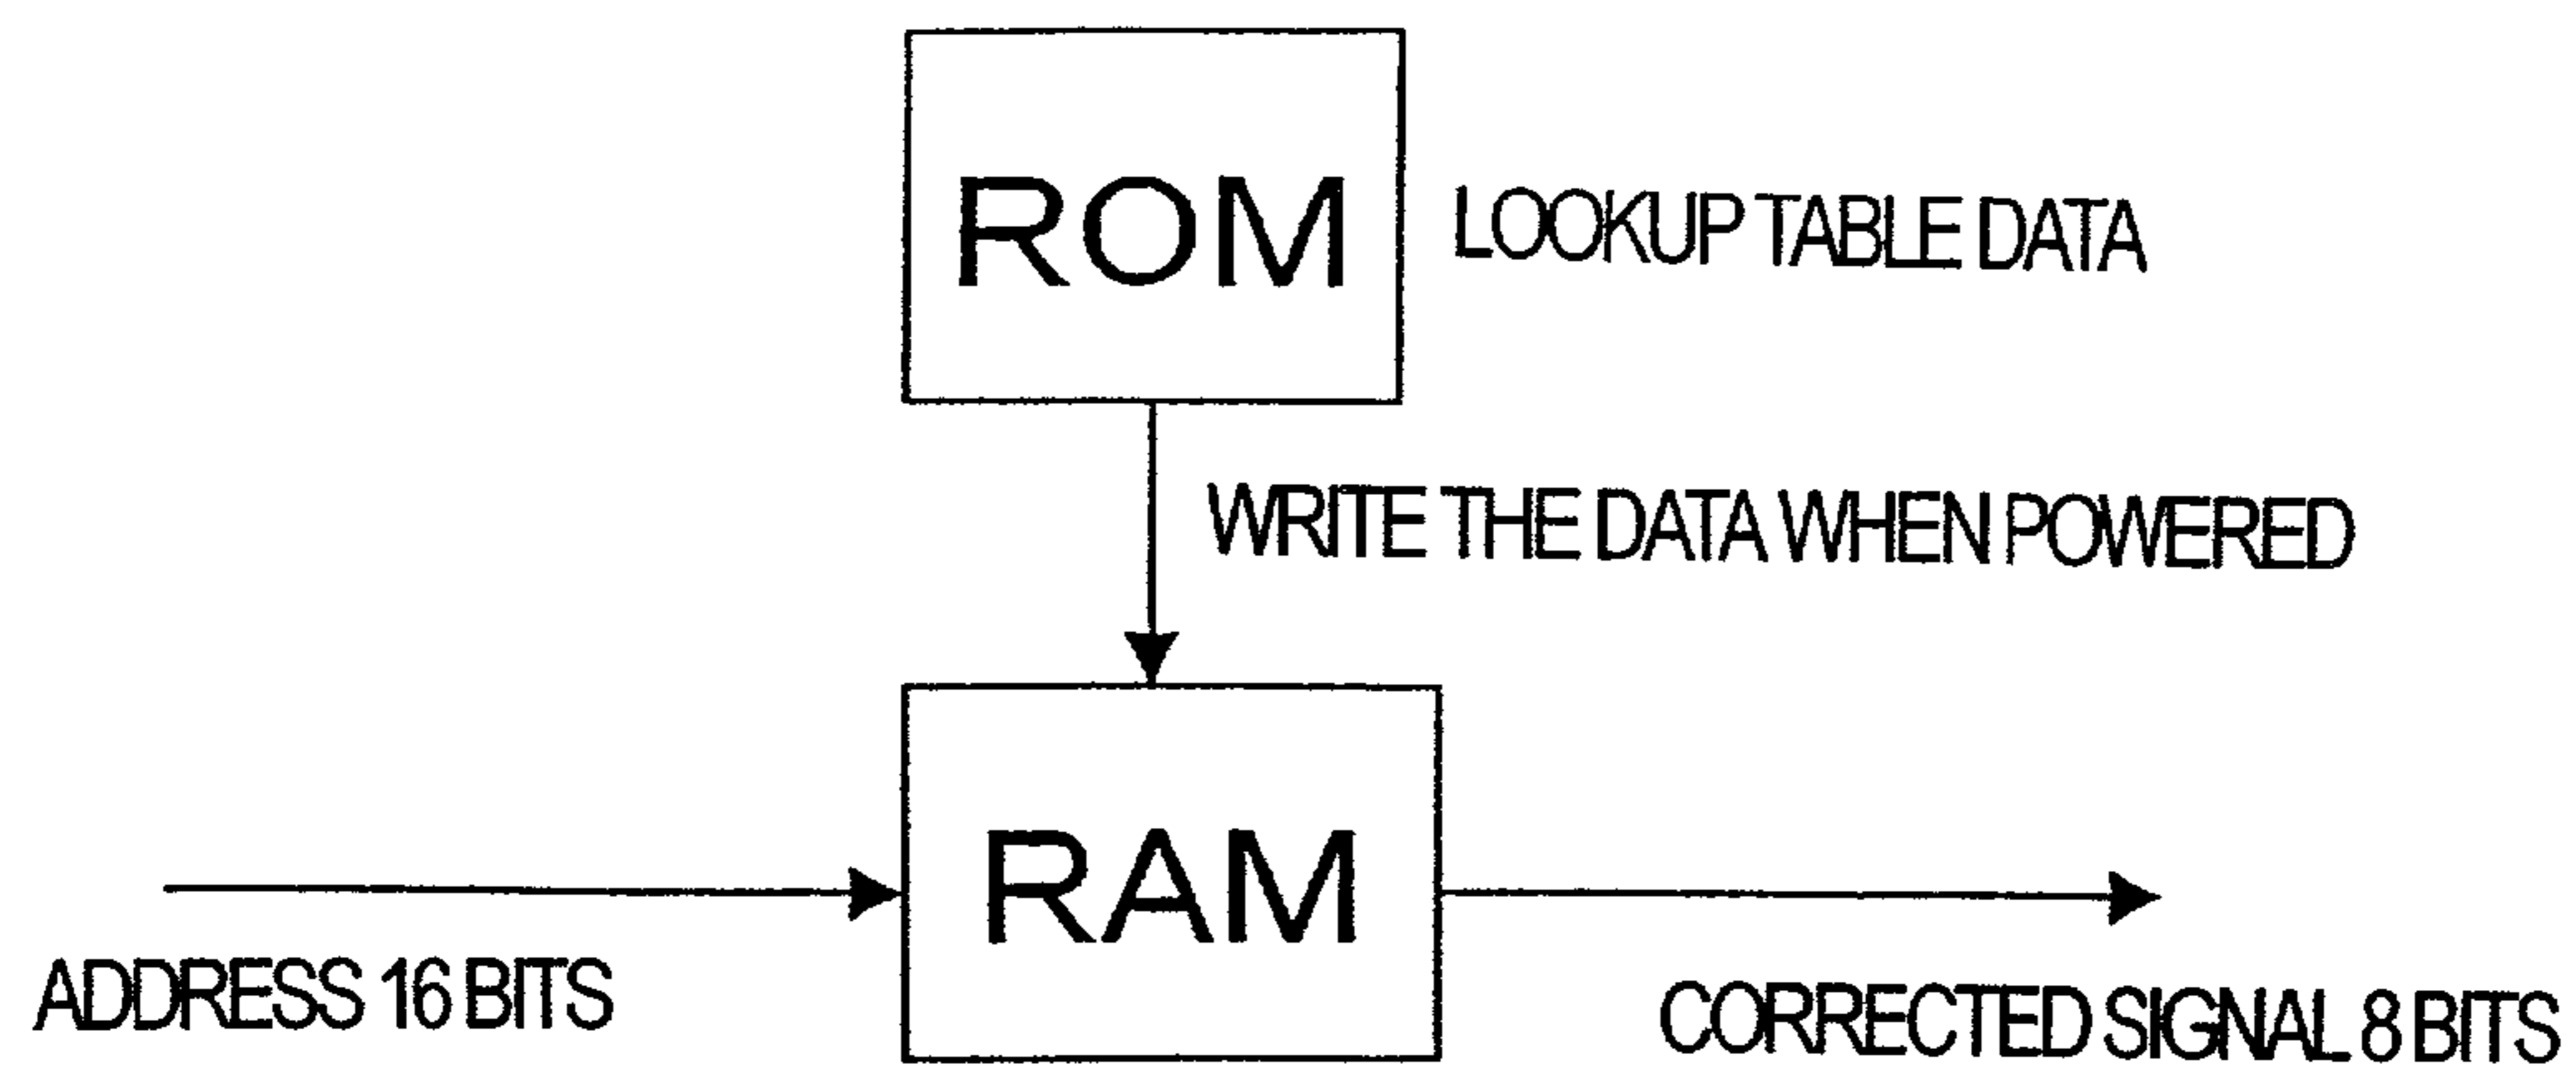 ROM
LOOKUP TABLE DATA
WRITE THE DATA WHEN POWERED
RAM
ADDRESS 16 BITS
CORRECTED SIGNAL 8 BITS